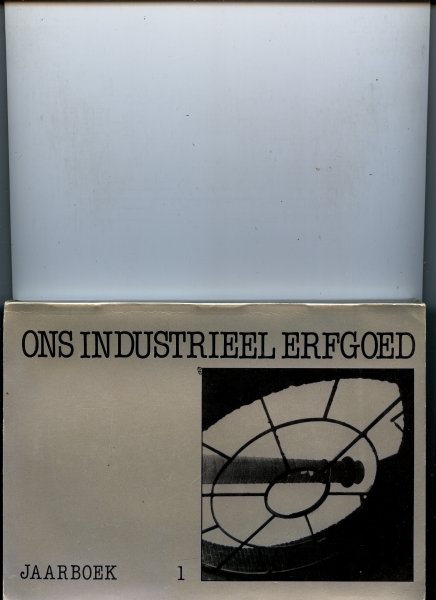 ONS INDUSTRIEEL ERFGOED
JAARBOEK 1